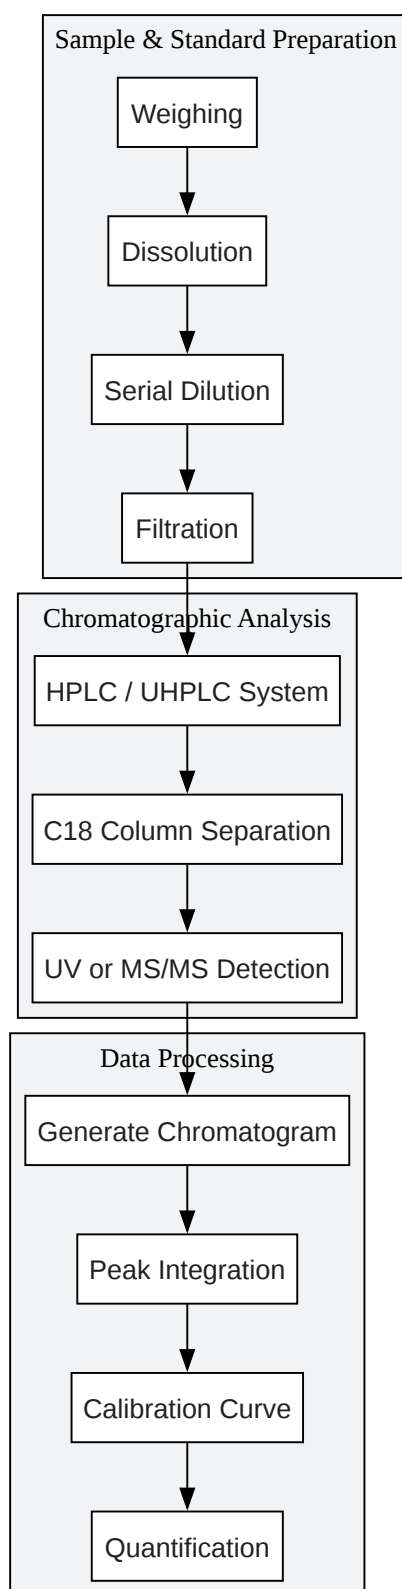 Sample & Standard Preparation
Weighing
Dissolution
Serial Dilution
Filtration
Chromatographic Analysis
HPLC / UHPLC System
C18 Column Separation
UV or MS/MS Detection
Data Processing
Generate Chromatogram
Peak Integration
Calibration Curve
Quantification